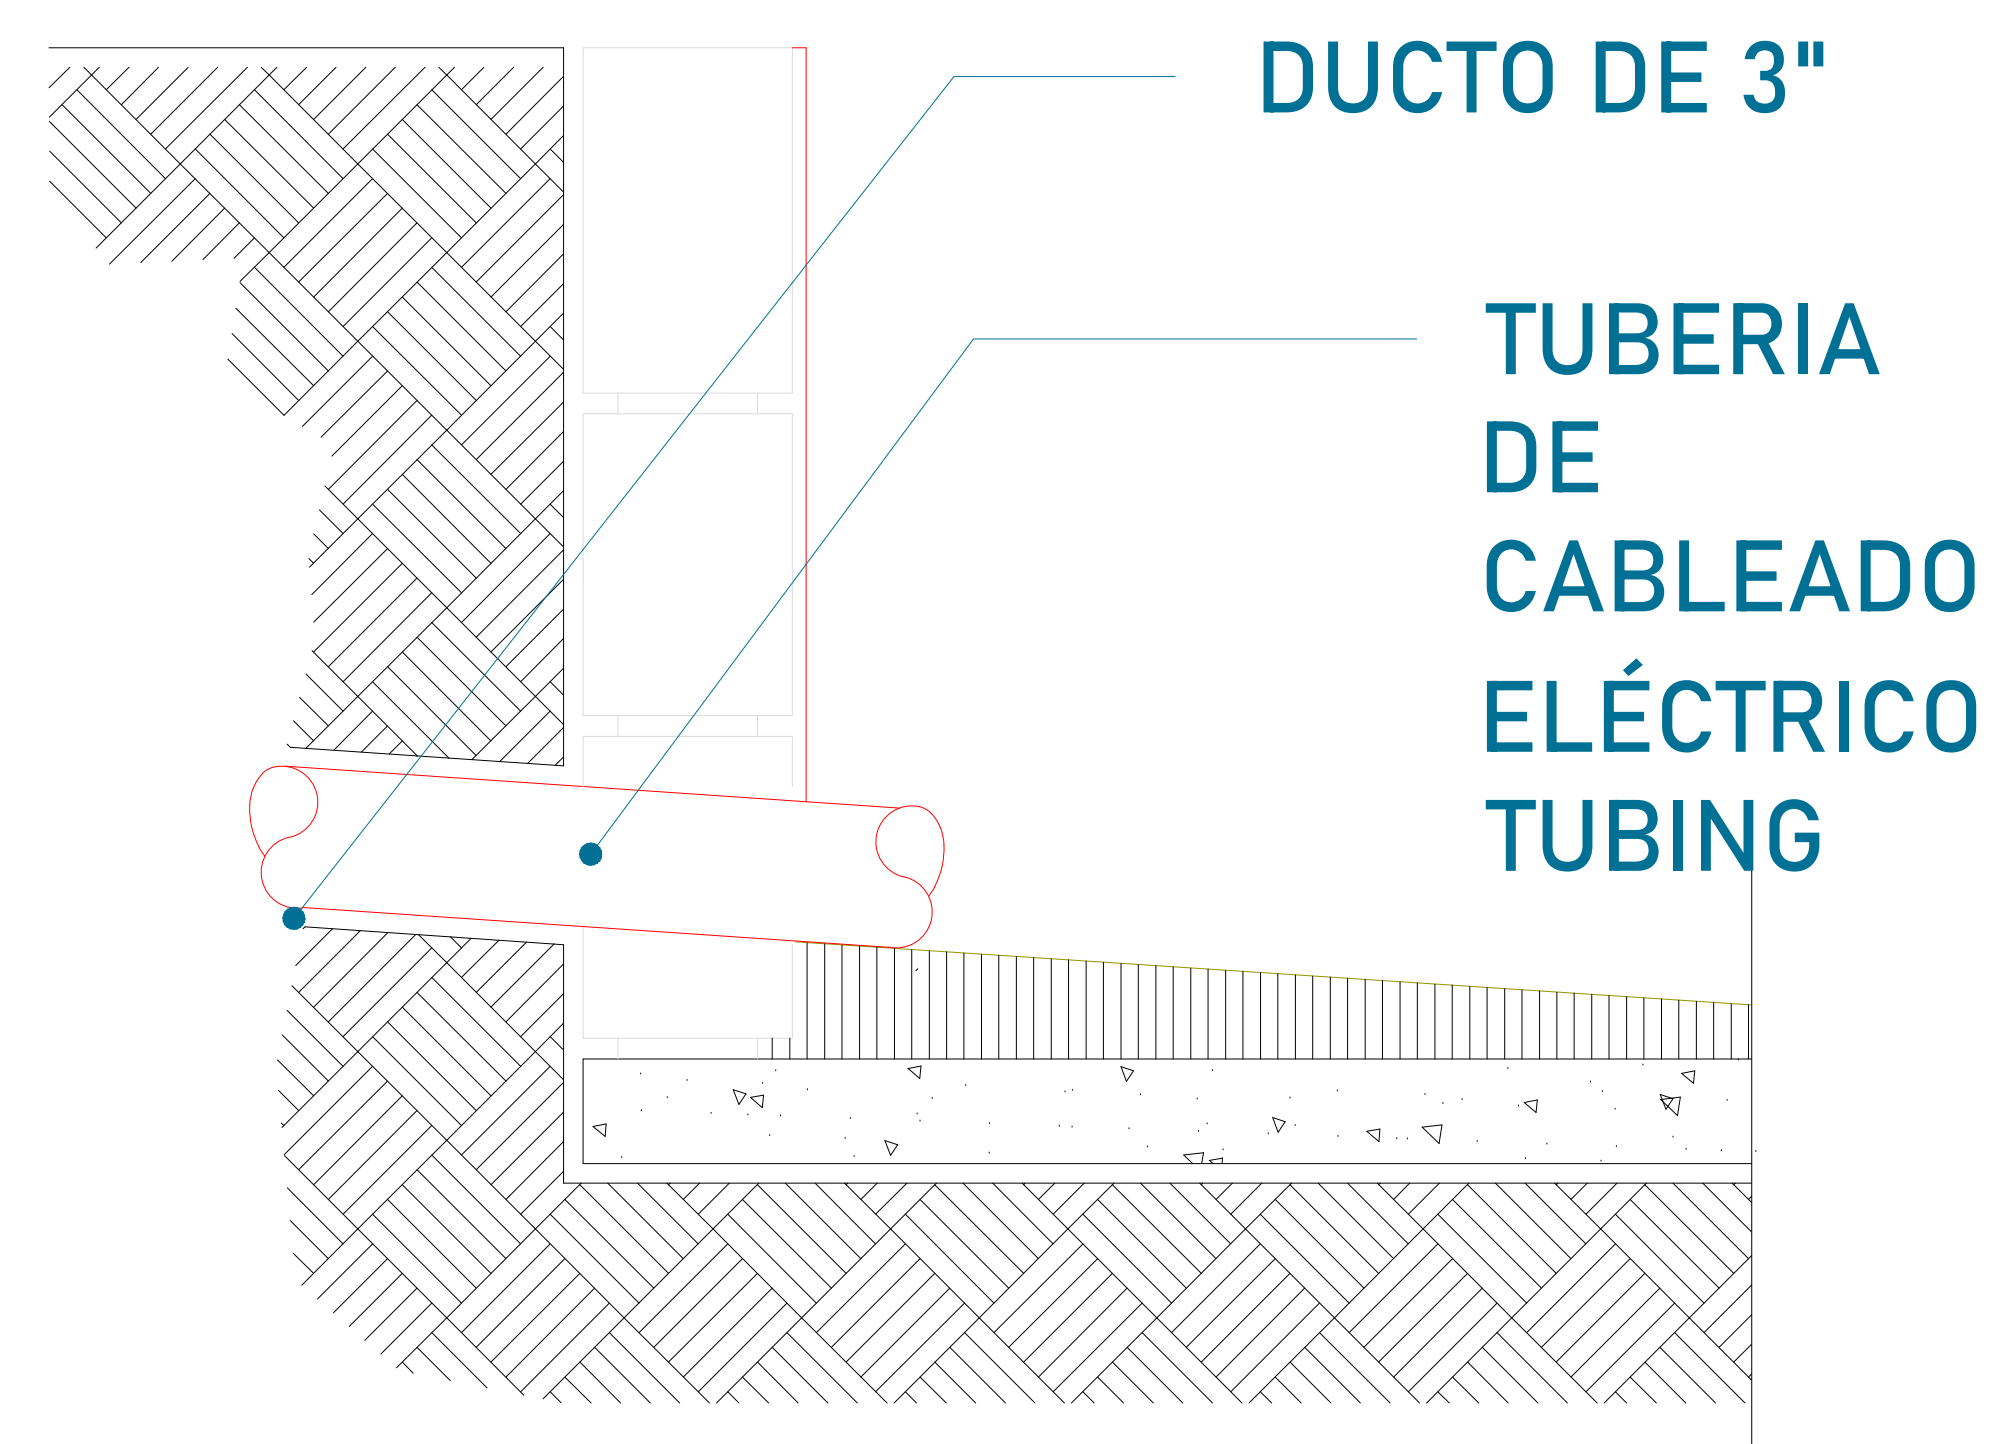 DUCTO DE 3"
TUBERIA
DE
CABLEADO
ELÉCTRICO
TUBING